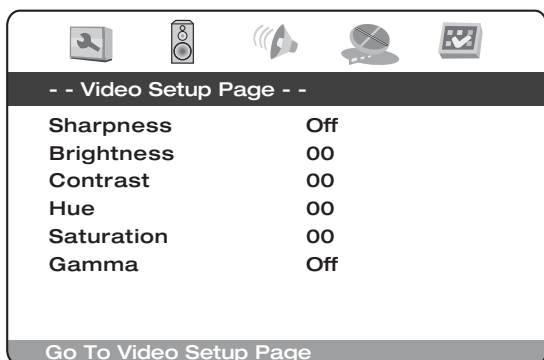 - - Video Setup Page - -
Sharpness Off
Brightness 00
Contrast 00
Hue 00
Saturation 00
Gamma Off
Go To Video Setup Page